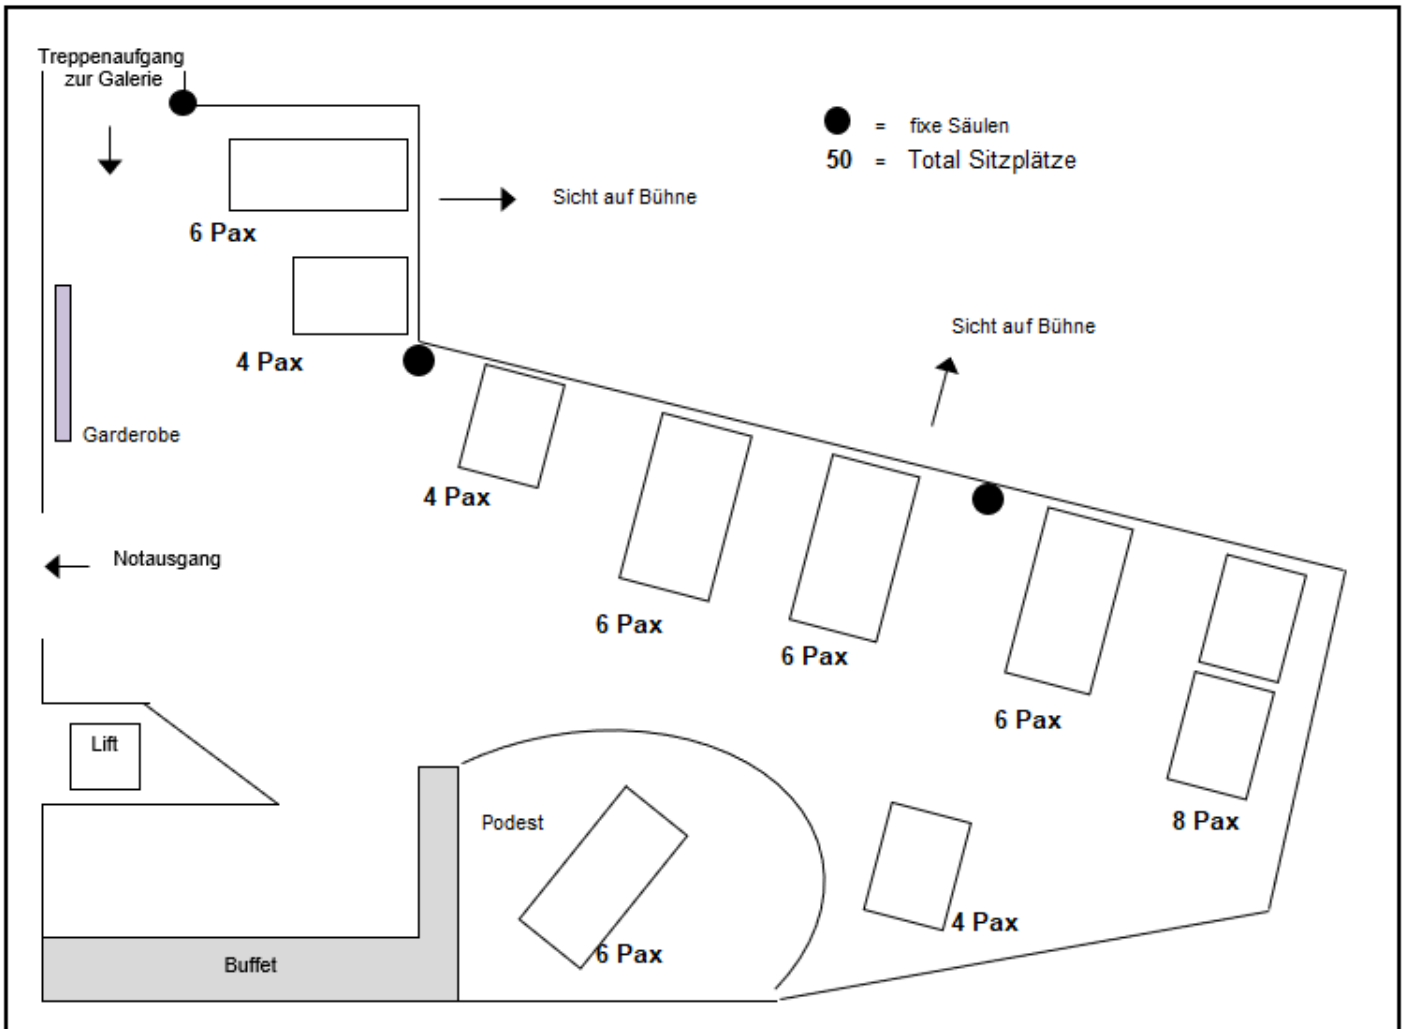 Treppenaufgang
zur Galerie
= fixe Säulen
50 = Total Sitzplätze
Sicht auf Bühne
6 Pax
Sicht auf Bühne
4 Pax
Garderobe
4 Pax
Notausgang
6 Pax
6 Pax
6 Pax
Lift
Podest
8 Pax
4 Pax
6 Pax
Buffet